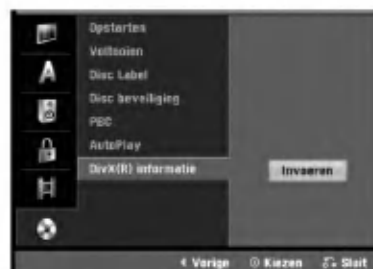 Opstarten
Voltooien
Disc Label
Disc beveiliging
PBC
AutoPlay
DivX(R) informatie
Invoeren
Vorige Kiezen Sluit